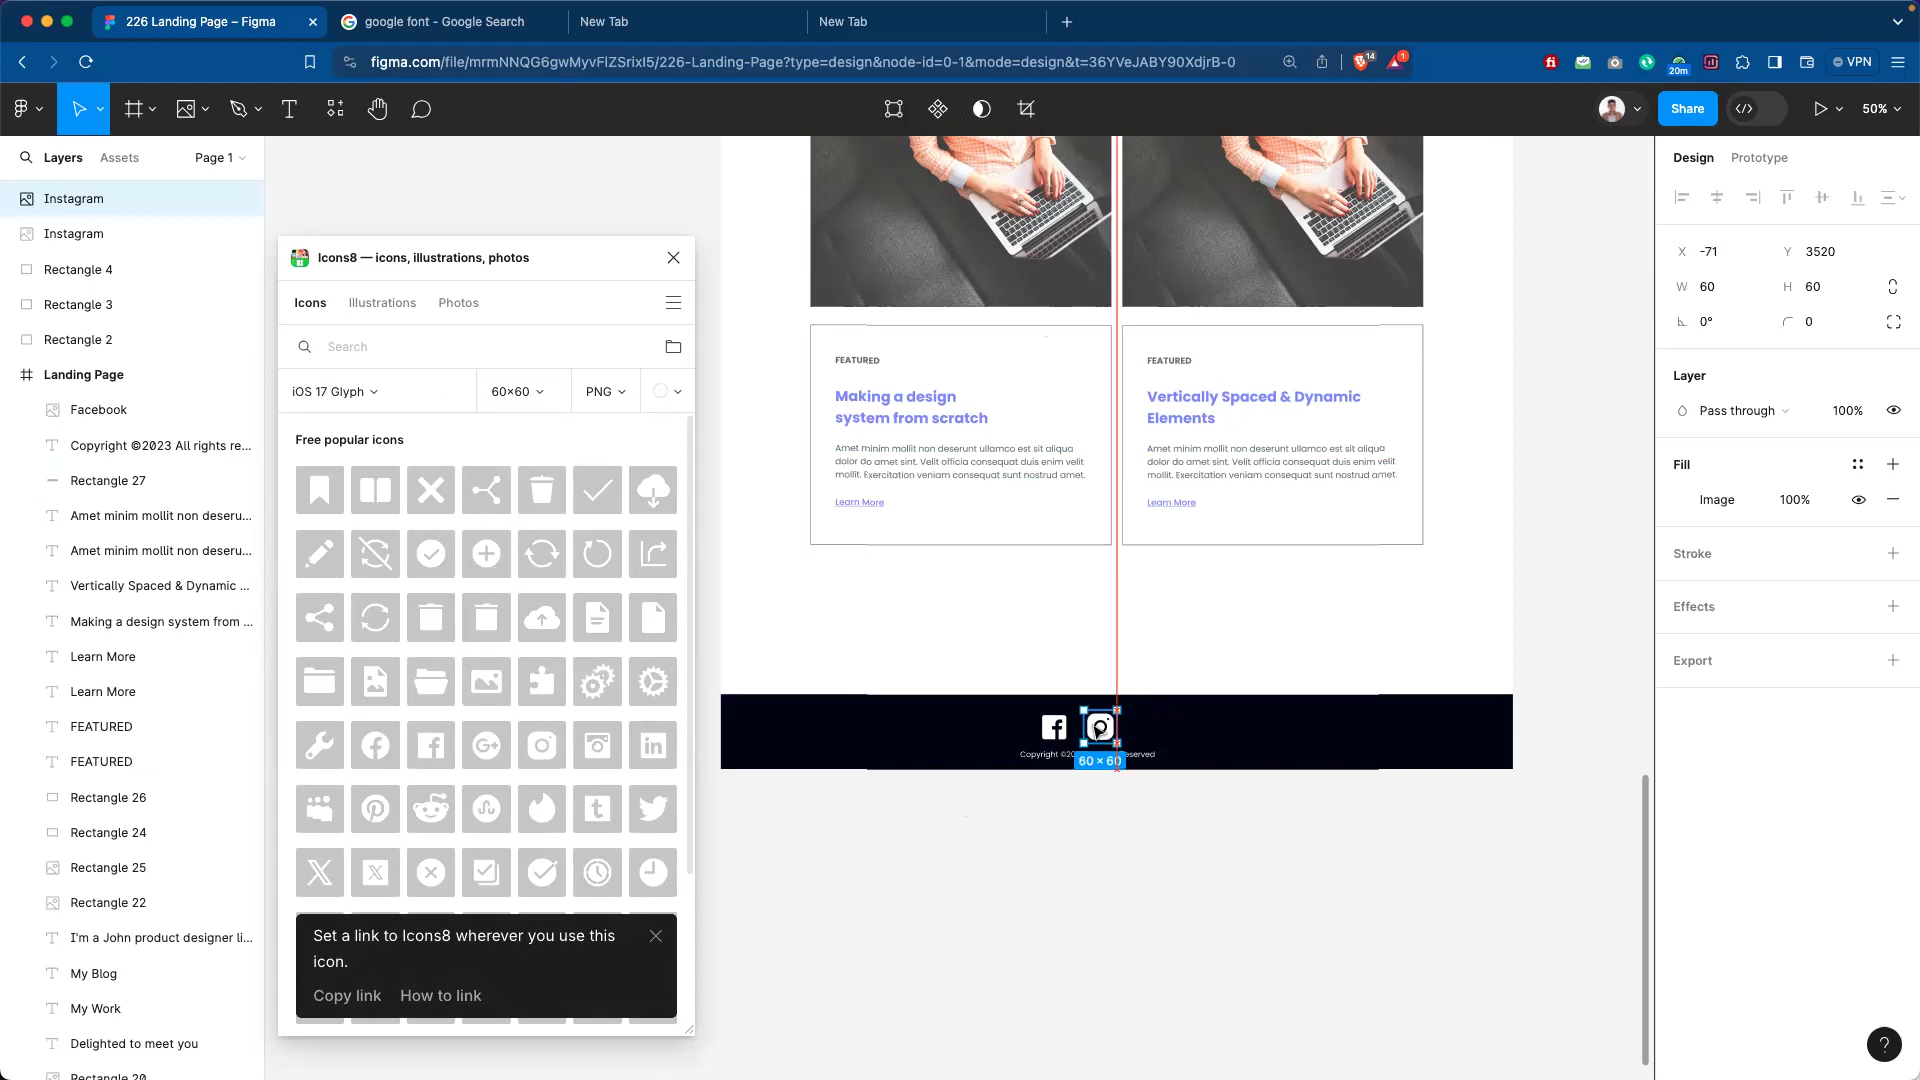 226 Landing Page – Figma
google font - Google Search
New Tab
New Tab
figma.com/file/mrmNNQG6gwMyvFlZSrixI5/226-Landing-Page?type=design&node-id=0-1&mode=design&t=36YVeJABY90XdjrB-0
14
1
20m
VPN
Share
50%
Layers
Assets
Page 1
Instagram
Instagram
Rectangle 4
Rectangle 3
Rectangle 2
Landing Page
Facebook
Copyright ©2023 All rights re...
Rectangle 27
Amet minim mollit non deseru...
Amet minim mollit non deseru...
Vertically Spaced & Dynamic ...
Making a design system from ...
Learn More
Learn More
FEATURED
FEATURED
Rectangle 26
Rectangle 24
Rectangle 25
Rectangle 22
I'm a John product designer li...
My Blog
My Work
Delighted to meet you
Rectangle 20
Icons8 — icons, illustrations, photos
Icons
Illustrations
Photos
Search
iOS 17 Glyph
60×60
PNG
Free popular icons
Set a link to Icons8 wherever you use this
icon.
Copy link
How to link
FEATURED
Making a design
system from scratch
Amet minim mollit non deserunt ullamco est sit aliqua
dolor do amet sint. Velit officia consequat duis enim velit
mollit. Exercitation veniam consequat sunt nostrud amet.
Learn More
FEATURED
Vertically Spaced & Dynamic
Elements
Amet minim mollit non deserunt ullamco est sit aliqua
dolor do amet sint. Velit officia consequat duis enim velit
mollit. Exercitation veniam consequat sunt nostrud amet.
Learn More
Copyright ©20
erved
60 × 60
Design
Prototype
X -71
Y 3520
W 60
H 60
0°
0
Layer
Pass through
100%
Fill
Image
100%
Stroke
Effects
Export
?